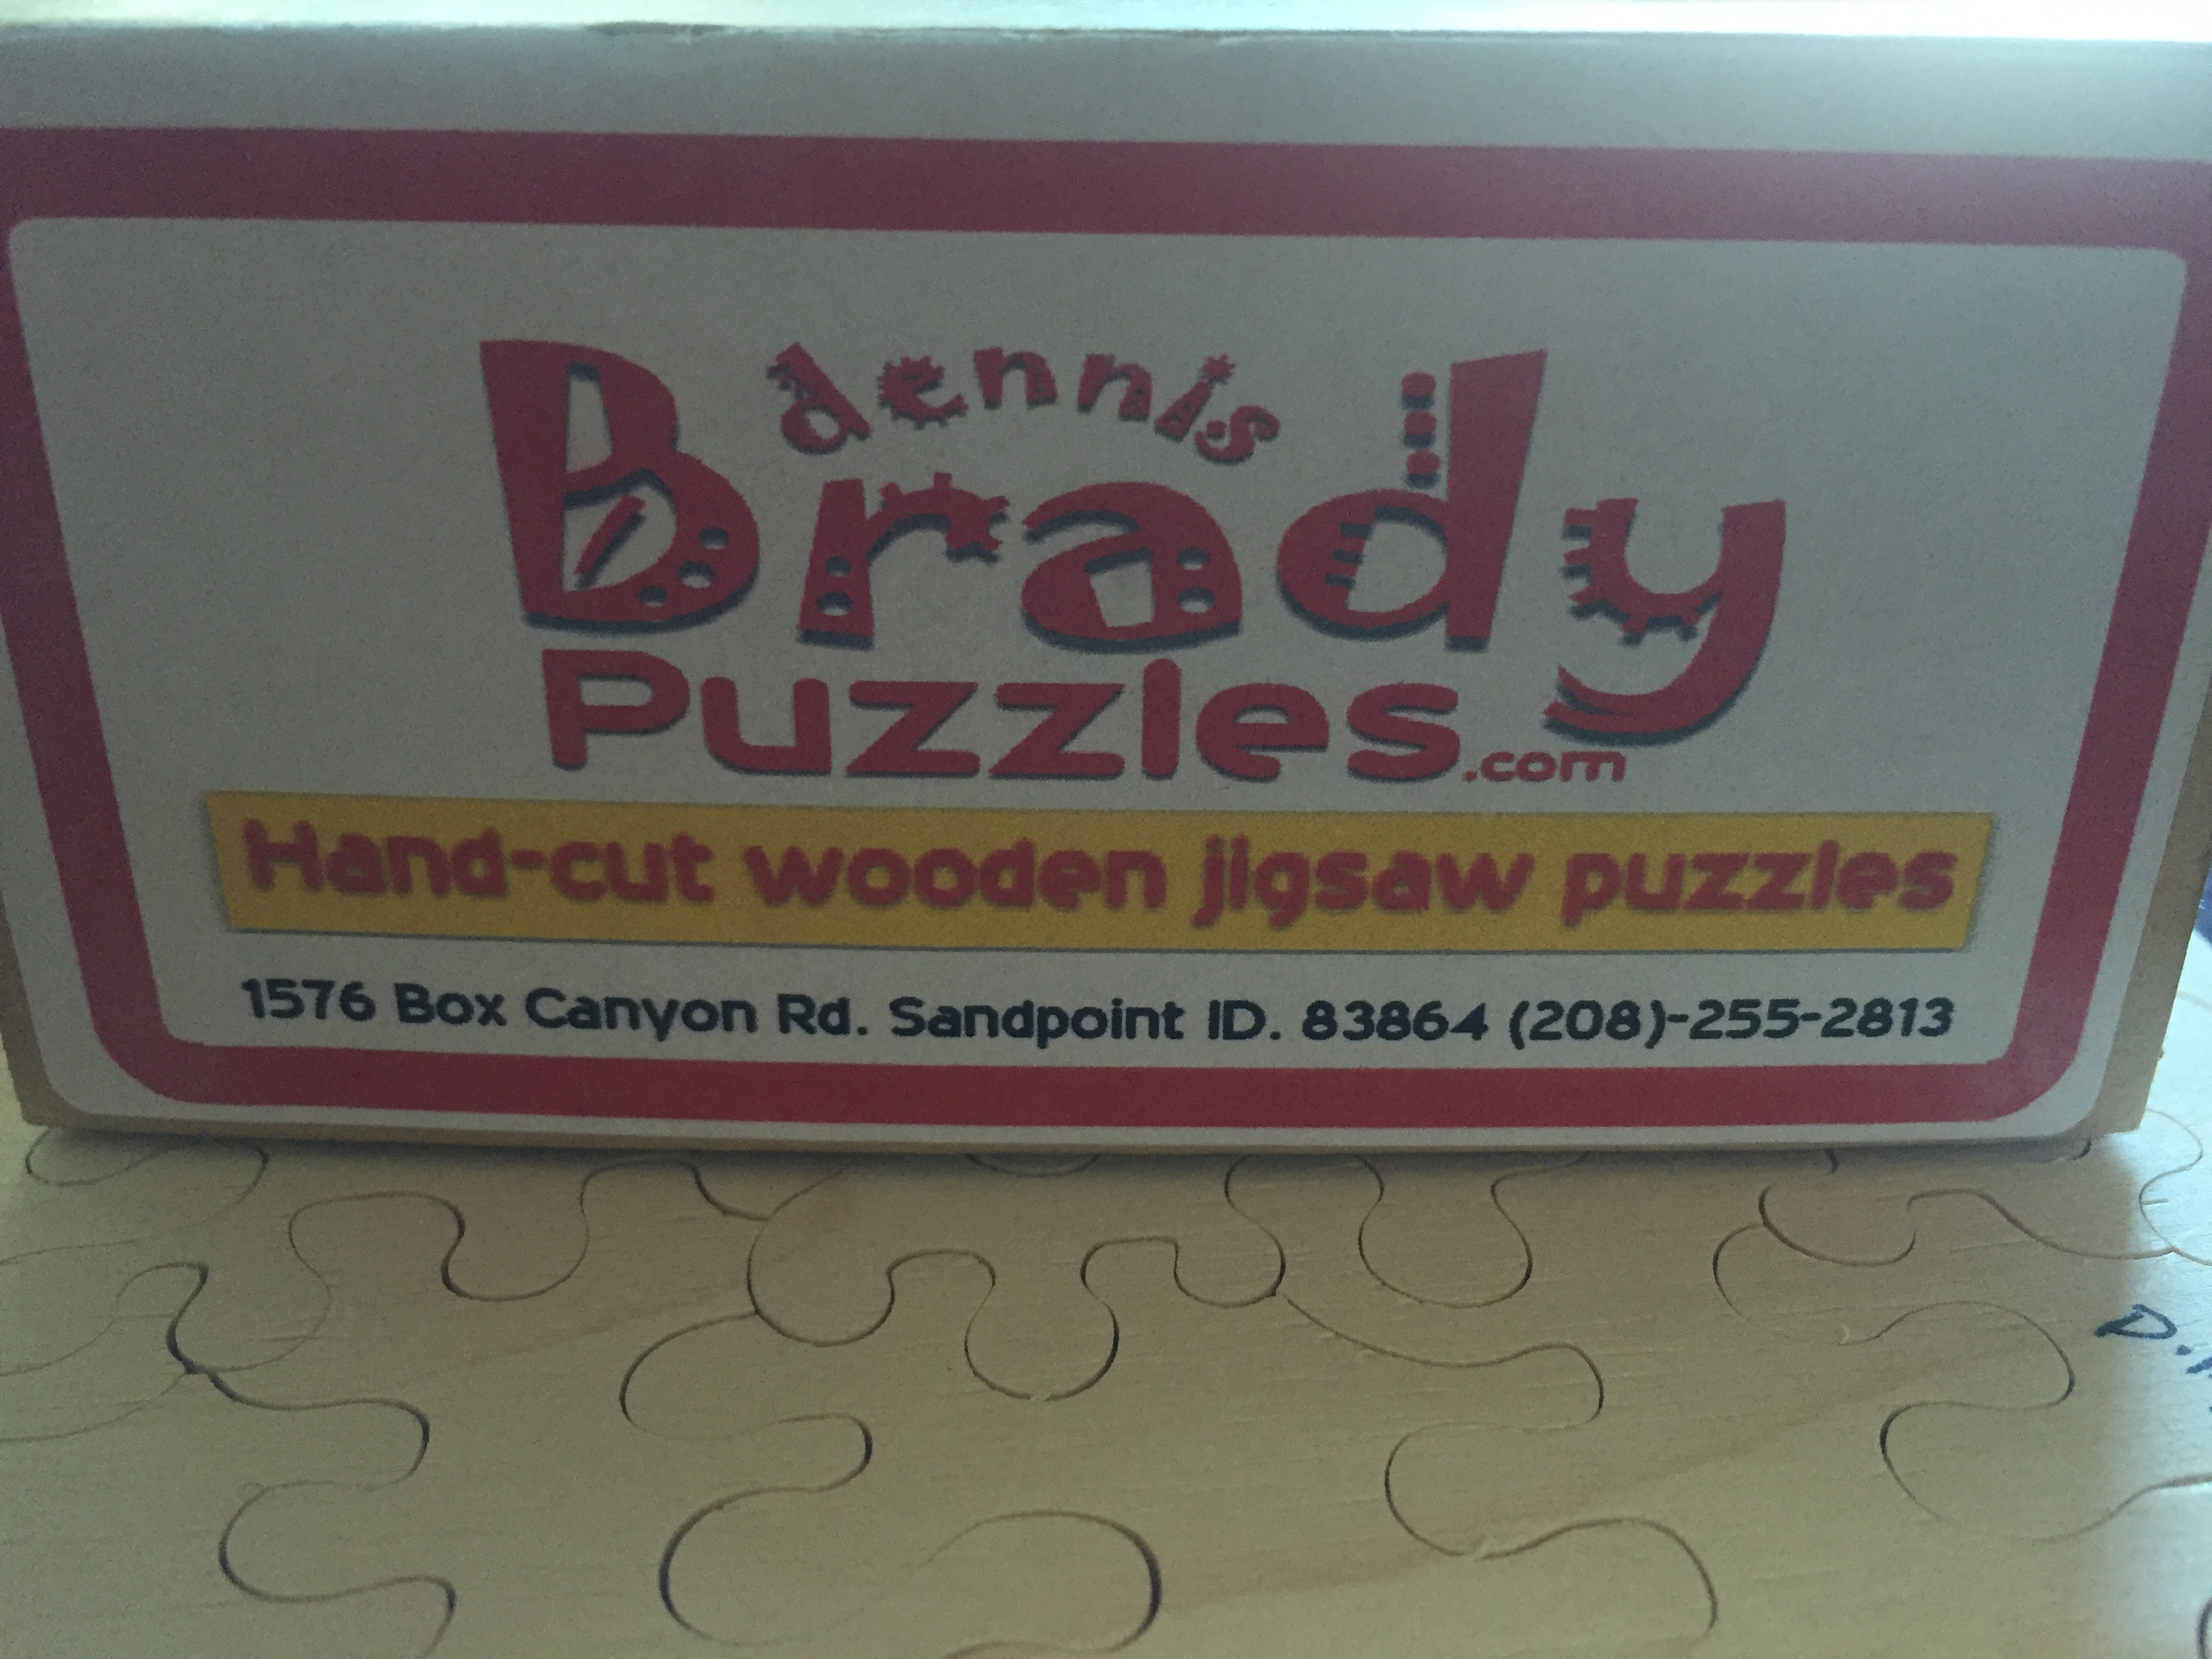 dennis
Brady
Puzzles.com
Hand-cut wooden jigsaw puzzles
1576 Box Canyon Rd. Sandpoint ID. 83864 (208)-255-2813
D.